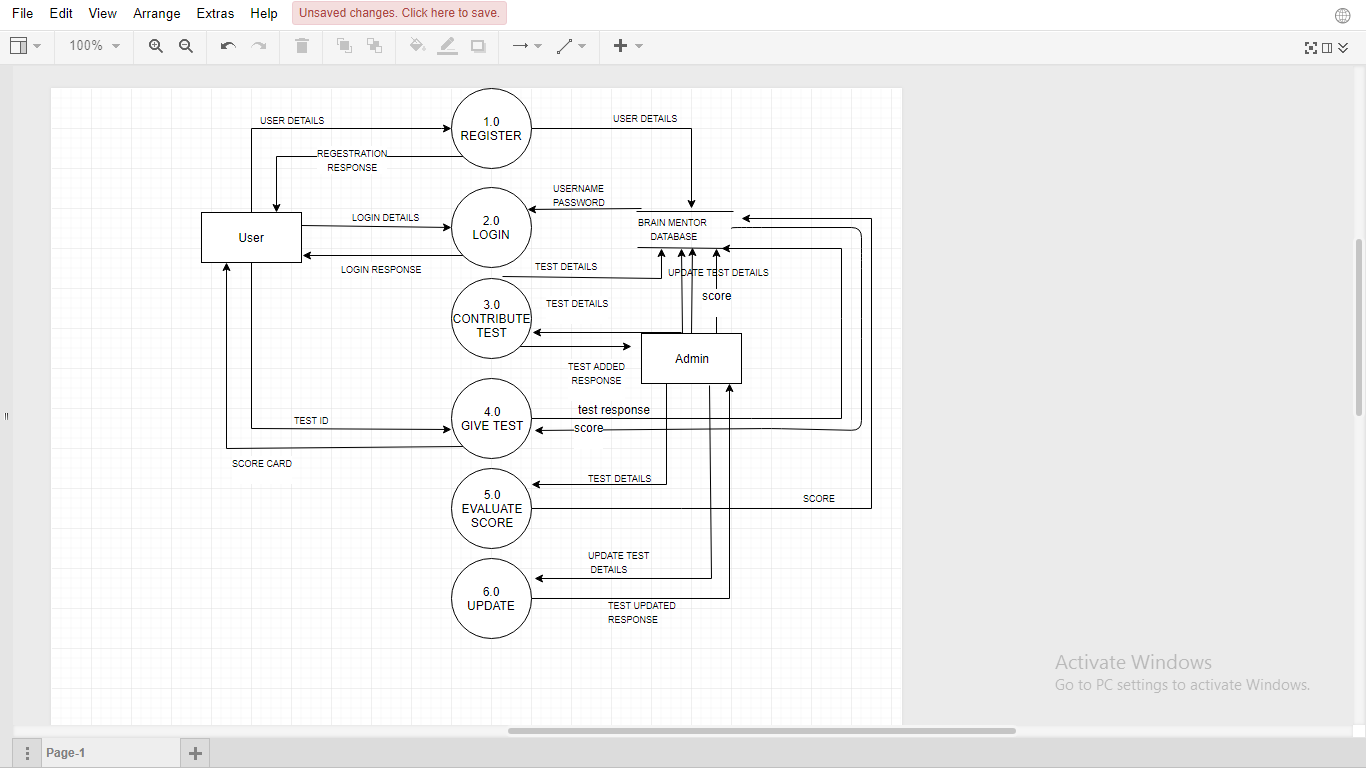 File Edit View Arrange Extras Help Unsaved changes. Click here to save.
100%
1.0
REGISTER
USER DETAILS
USER DETAILS
REGESTRATION
RESPONSE
USERNAME
PASSWORD
2.0
LOGIN
LOGIN DETAILS
BRAIN MENTOR
DATABASE
User
LOGIN RESPONSE
TEST DETAILS
UPDATE TEST DETAILS
score
3.0
CONTRIBUTE
TEST
TEST DETAILS
Admin
TEST ADDED
RESPONSE
4.0
GIVE TEST
test response
score
TEST ID
SCORE CARD
TEST DETAILS
5.0
EVALUATE
SCORE
SCORE
UPDATE TEST
DETAILS
6.0
UPDATE
TEST UPDATED
RESPONSE
Activate Windows
Go to PC settings to activate Windows.
Page-1